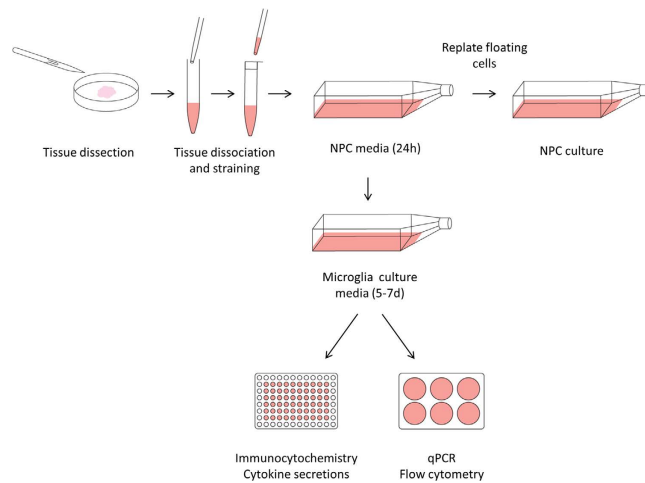 Replate floating
cells
Tissue dissection
Tissue dissociation
and straining
NPC media (24h)
NPC culture
Microglia culture
media (5-7d)
Immunocytochemistry
Cytokine secretions
qPCR
Flow cytometry